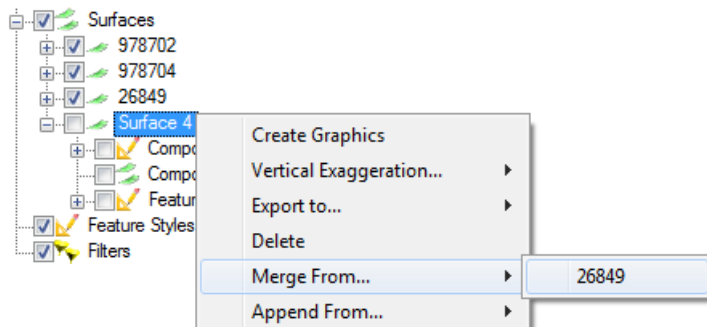 Surfaces
978702
978704
26849
Surface 4
Compo
Compo
Featur
Feature Styles
Filters
Create Graphics
Vertical Exaggeration...
Export to...
Delete
Merge From...
Append From...
26849